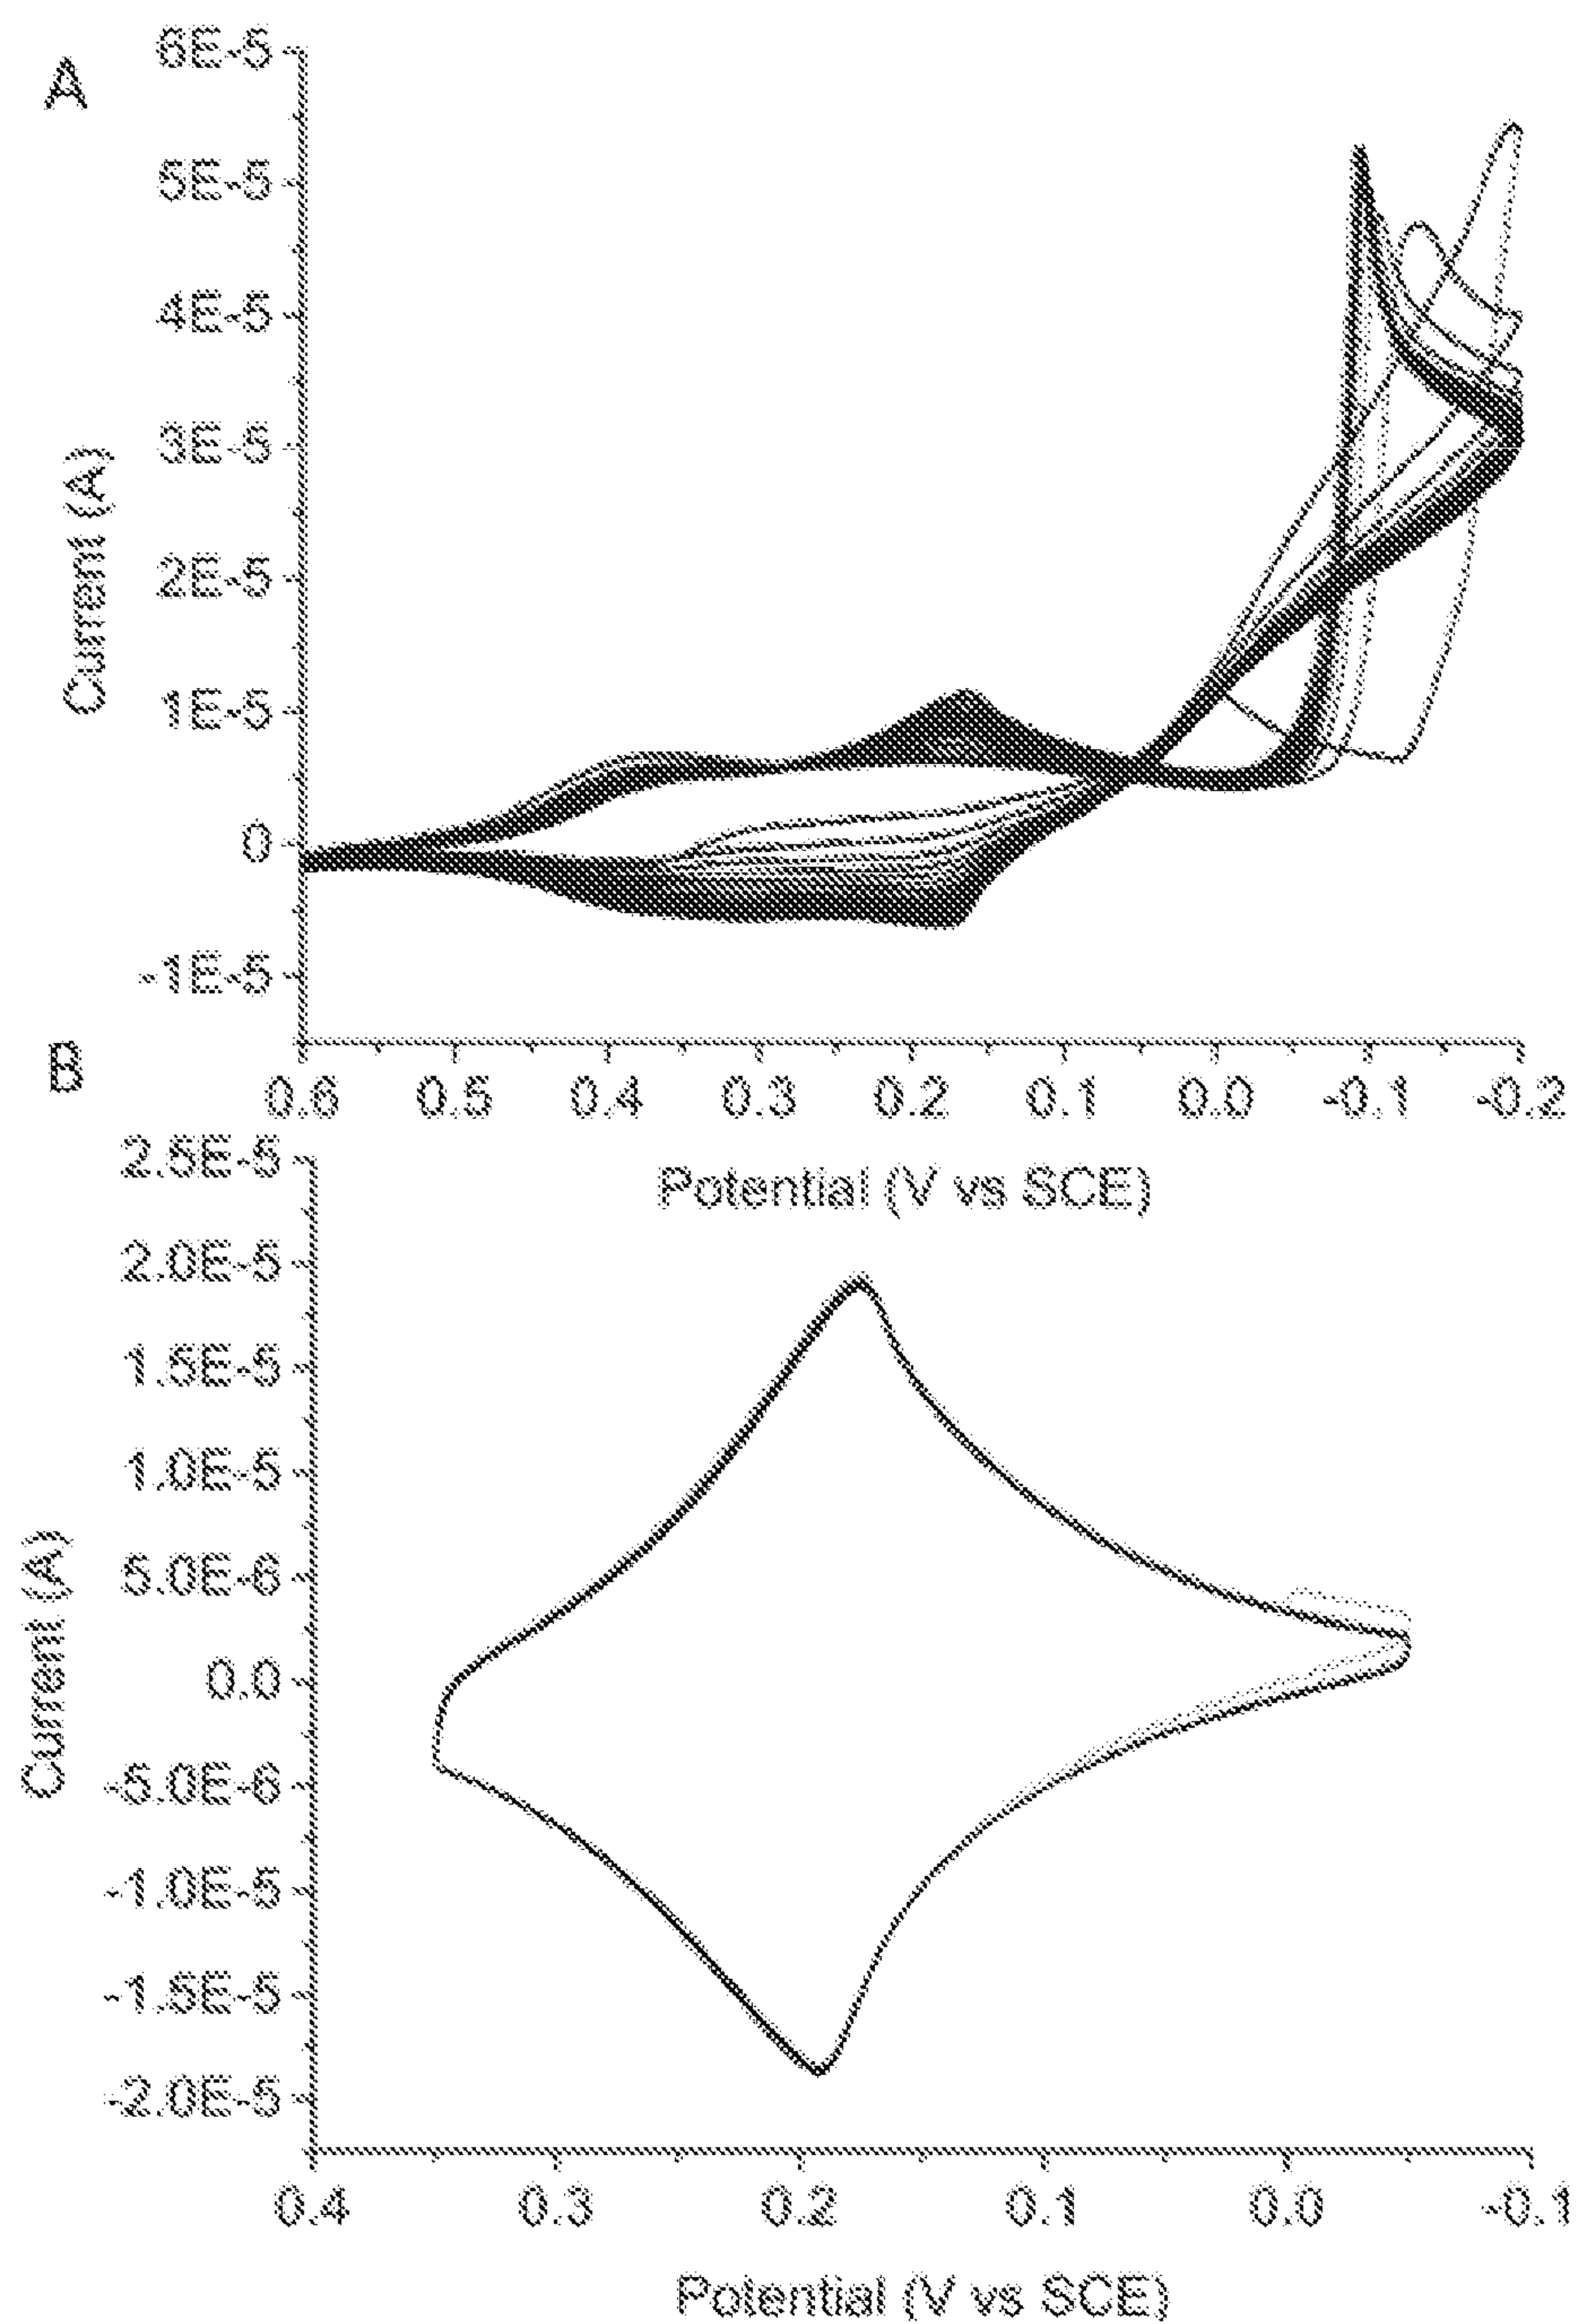 A
6E-5
5E-5
4E-5
3E-5
2E-5
1E-5
0
-1E-5
Current (A)
0.6 0.5 0.4 0.3 0.2 0.1 0.0 -0.1 -0.2
Potential (V vs SCE)
B
2.5E-5
2.0E-5
1.5E-5
1.0E-5
5.0E-6
0.0
-5.0E-6
-1.0E-5
-1.5E-5
-2.0E-5
Current (A)
0.4 0.3 0.2 0.1 0.0 -0.1
Potential (V vs SCE)